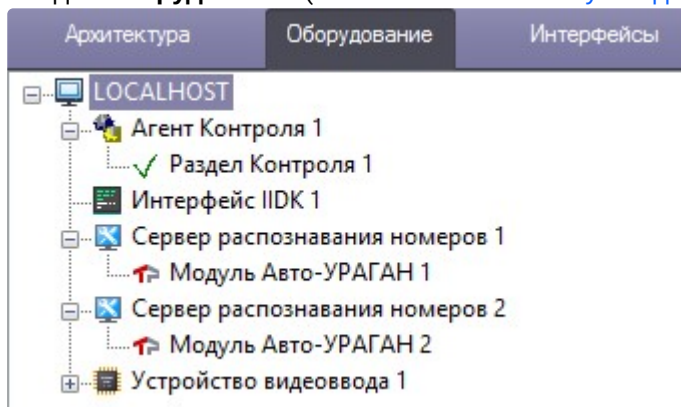 Архитектура Оборудование Интерфейсы
LOCALHOST
Агент Контроля 1
Раздел Контроля 1
Интерфейс IIDK 1
Сервер распознавания номеров 1
Модуль Авто-УРАГАН 1
Сервер распознавания номеров 2
Модуль Авто-УРАГАН 2
Устройство видеоввода 1